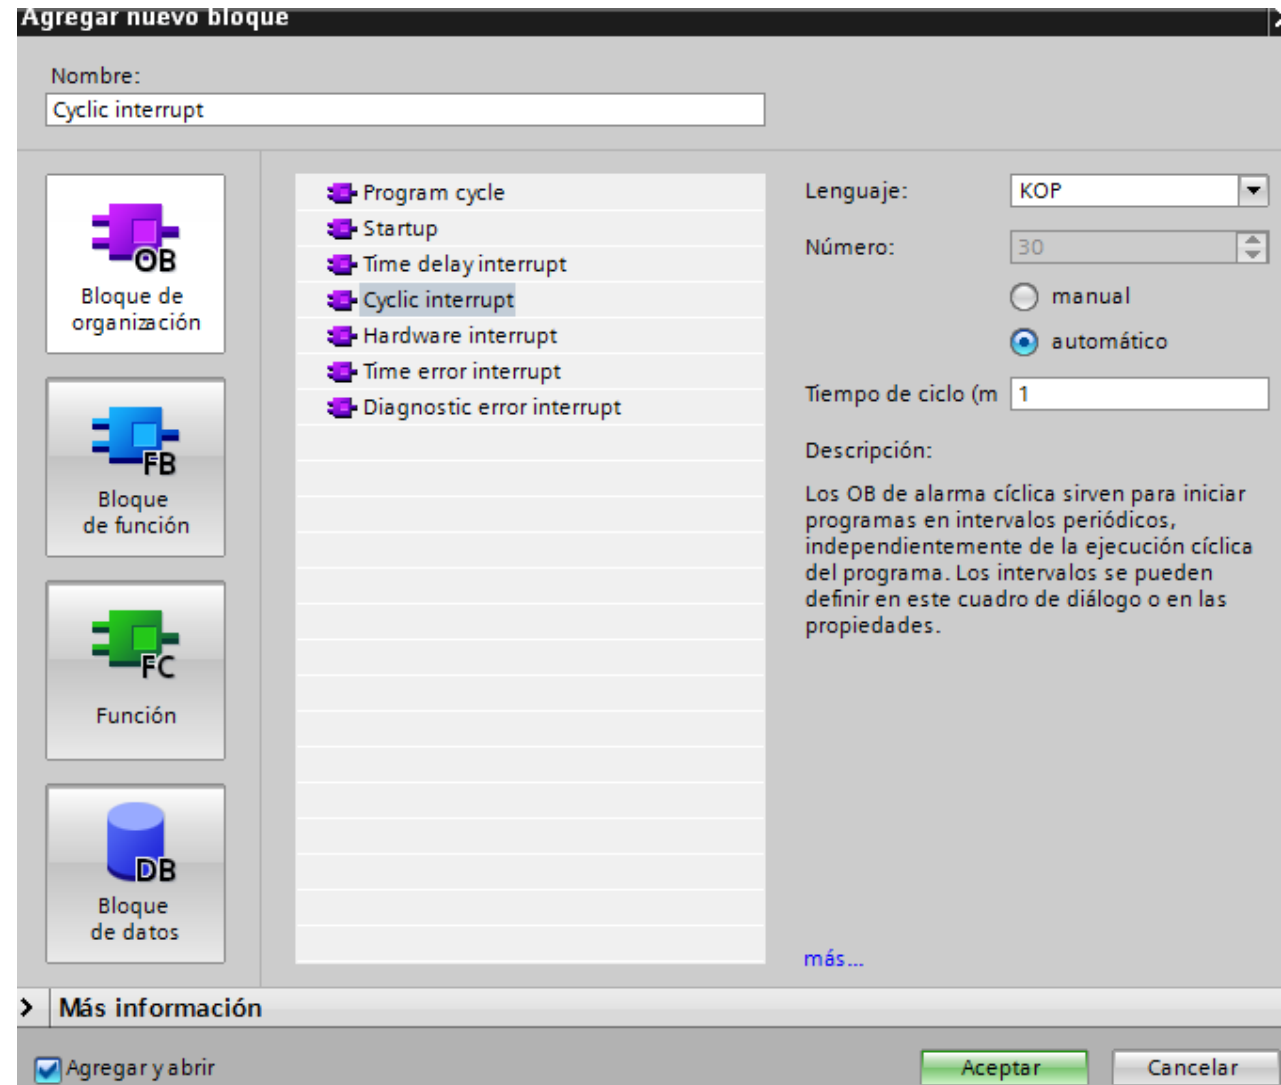 Agregar nuevo bloque
Nombre:
Cyclic interrupt
OB
Bloque de
organización
FB
Bloque
de función
FC
Función
DB
Bloque
de datos
Program cycle
Startup
Time delay interrupt
Cyclic interrupt
Hardware interrupt
Time error interrupt
Diagnostic error interrupt
Lenguaje: KOP
Número: 30
manual
automático
Tiempo de ciclo (m 1
Descripción:
Los OB de alarma cíclica sirven para iniciar
programas en intervalos periódicos,
independientemente de la ejecución cíclica
del programa. Los intervalos se pueden
definir en este cuadro de diálogo o en las
propiedades.
más...
> Más información
Agregar y abrir
Aceptar
Cancelar